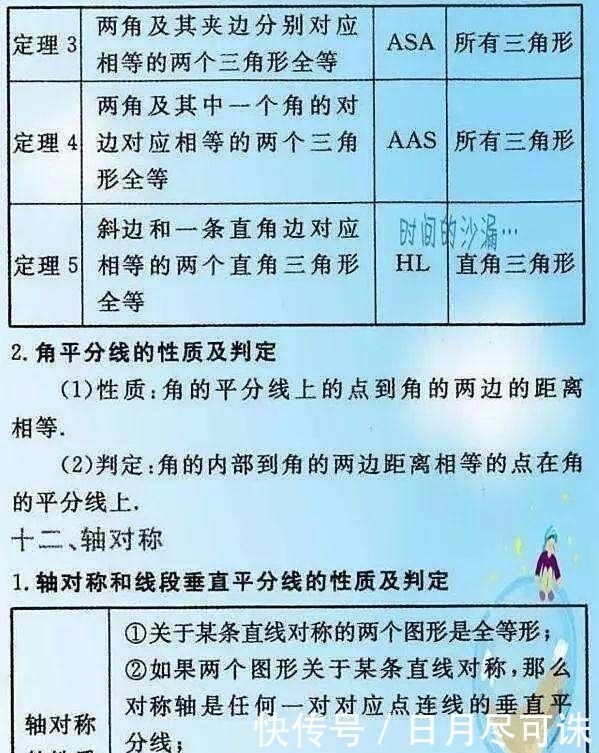 两角及其夹边分别对应
定理3
相等的两个三角形全等
ASA
所有三角形
两角及其中一个角的对
定理4
边对应相等的两个三角
形全等
AAS
所有三角形
斜边和一条直角边对应
定理5
相等的两个直角三角形
全等
时间的沙漏…
HL
直角三角形
2.角平分线的性质及判定
(1)性质:角的平分线上的点到角的两边的距离
相等.
(2)判定:角的内部到角的两边距离相等的点在角
的平分线上.
十二、轴对称
1.轴对称和线段垂直平分线的性质及判定
①关于某条直线对称的两个图形是全等形;
②如果两个图形关于某条直线对称,那么
对称轴是任何一对对应点连线的垂直平
分线;
轴对称
快传号 / 日月尽可诛